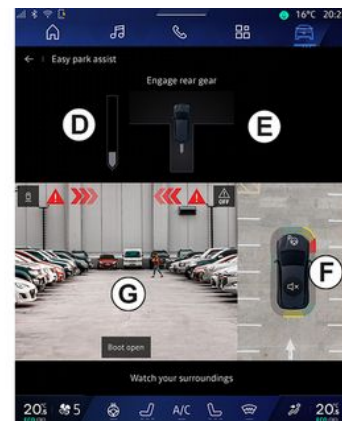 16°C 20:2
Easy park assist
Engage rear gear
D
E
OFF
G
F
Boot open
Watch your surroundings
20°5 5 A/C 20°5